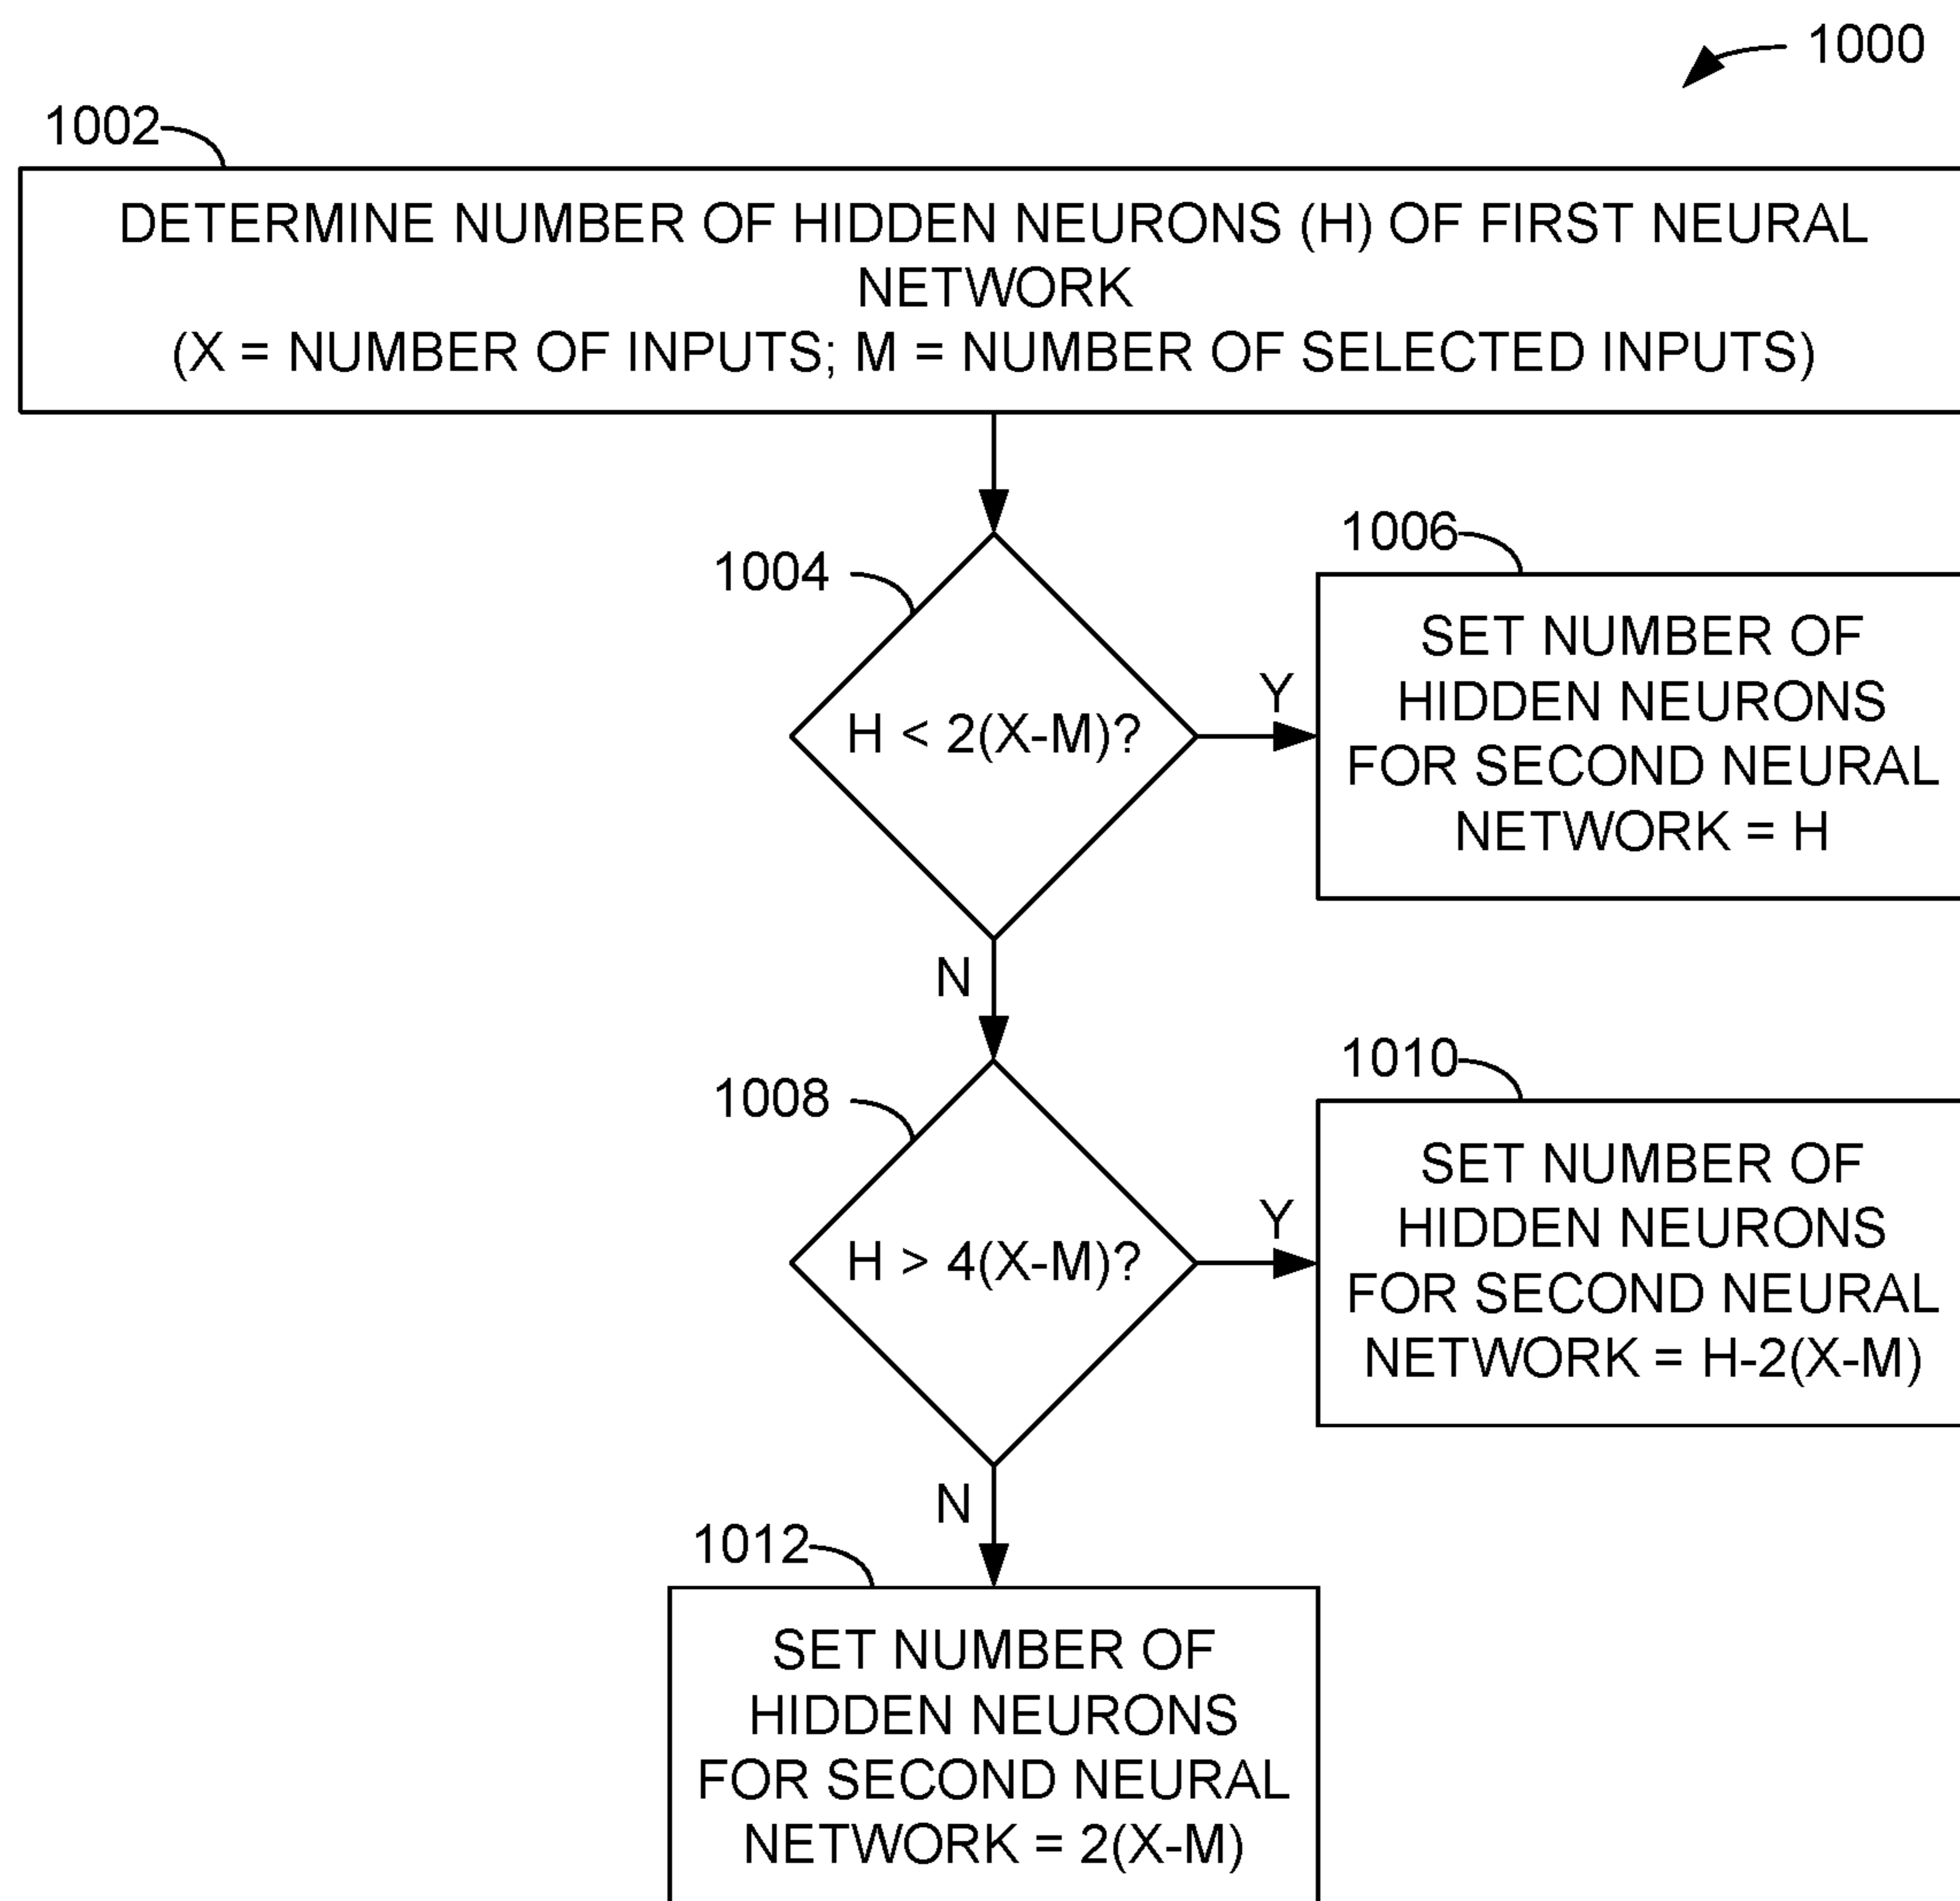 1000
1002
DETERMINE NUMBER OF HIDDEN NEURONS (H) OF FIRST NEURAL
NETWORK
(X = NUMBER OF INPUTS; M = NUMBER OF SELECTED INPUTS)
1004
H < 2(X-M)?
Y
1006
SET NUMBER OF
HIDDEN NEURONS
FOR SECOND NEURAL
NETWORK = H
N
1008
H > 4(X-M)?
Y
1010
SET NUMBER OF
HIDDEN NEURONS
FOR SECOND NEURAL
NETWORK = H-2(X-M)
N
1012
SET NUMBER OF
HIDDEN NEURONS
FOR SECOND NEURAL
NETWORK = 2(X-M)